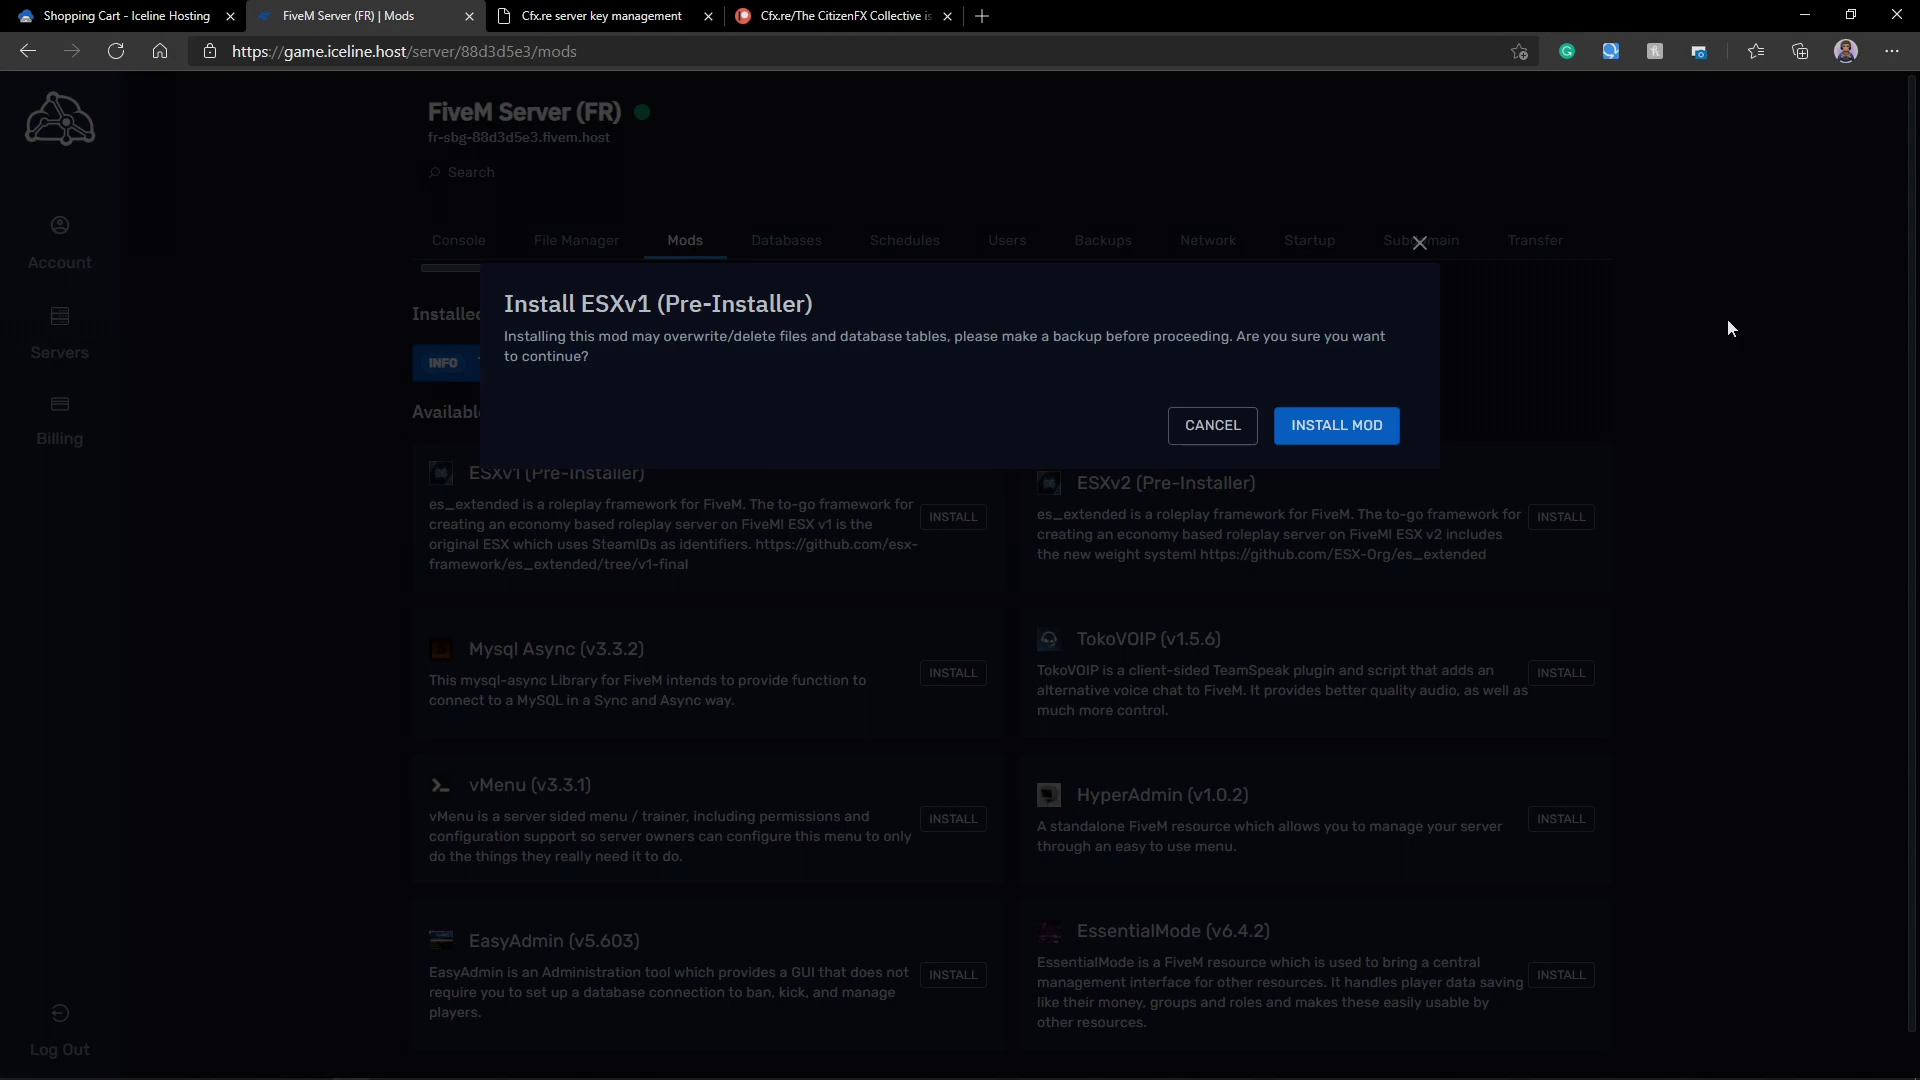 Shopping Cart - Iceline Hosting
FiveM Server (FR) | Mods
Cfx.re server key management
Cfx.re/The CitizenFX Collective is
https://game.iceline.host/server/88d3d5e3/mods
FiveM Server (FR)
fr-sbg-88d3d5e3.fivem.host
Search
Account
Servers
Billing
Log Out
Console
File Manager
Mods
Databases
Schedules
Users
Backups
Network
Startup
Transfer
Install ESXv1 (Pre-Installer)
Installing this mod may overwrite/delete files and database tables, please make a backup before proceeding. Are you sure you want
to continue?
CANCEL
INSTALL MOD
INFO
ESXv1 (Pre-Installer)
es_extended is a roleplay framework for FiveM. The to-go framework for
creating an economy based roleplay server on FiveM! ESX v1 is the
original ESX which uses SteamIDs as identifiers. https://github.com/esx-
framework/es_extended/tree/v1-final
INSTALL
ESXv2 (Pre-Installer)
es_extended is a roleplay framework for FiveM. The to-go framework for
creating an economy based roleplay server on FiveM! ESX v2 includes
the new weight system! https://github.com/ESX-Org/es_extended
INSTALL
Mysql Async (v3.3.2)
This mysql-async Library for FiveM intends to provide function to
connect to a MySQL in a Sync and Async way.
INSTALL
TokoVOIP (v1.5.6)
TokoVOIP is a client-sided TeamSpeak plugin and script that adds an
alternative voice chat to FiveM. It provides better quality audio, as well as
much more control.
INSTALL
vMenu (v3.3.1)
vMenu is a server sided menu / trainer, including permissions and
configuration support so server owners can configure this menu to only
do the things they really need it to do.
INSTALL
HyperAdmin (v1.0.2)
A standalone FiveM resource which allows you to manage your server
through an easy to use menu.
INSTALL
EasyAdmin (v5.603)
EasyAdmin is an Administration tool which provides a GUI that does not
require you to set up a database connection to ban, kick, and manage
players.
INSTALL
EssentialMode (v6.4.2)
EssentialMode is a FiveM resource which is used to bring a central
management interface for other resources. It handles player data saving
like their money, groups and roles and makes these easily usable by
other resources.
INSTALL